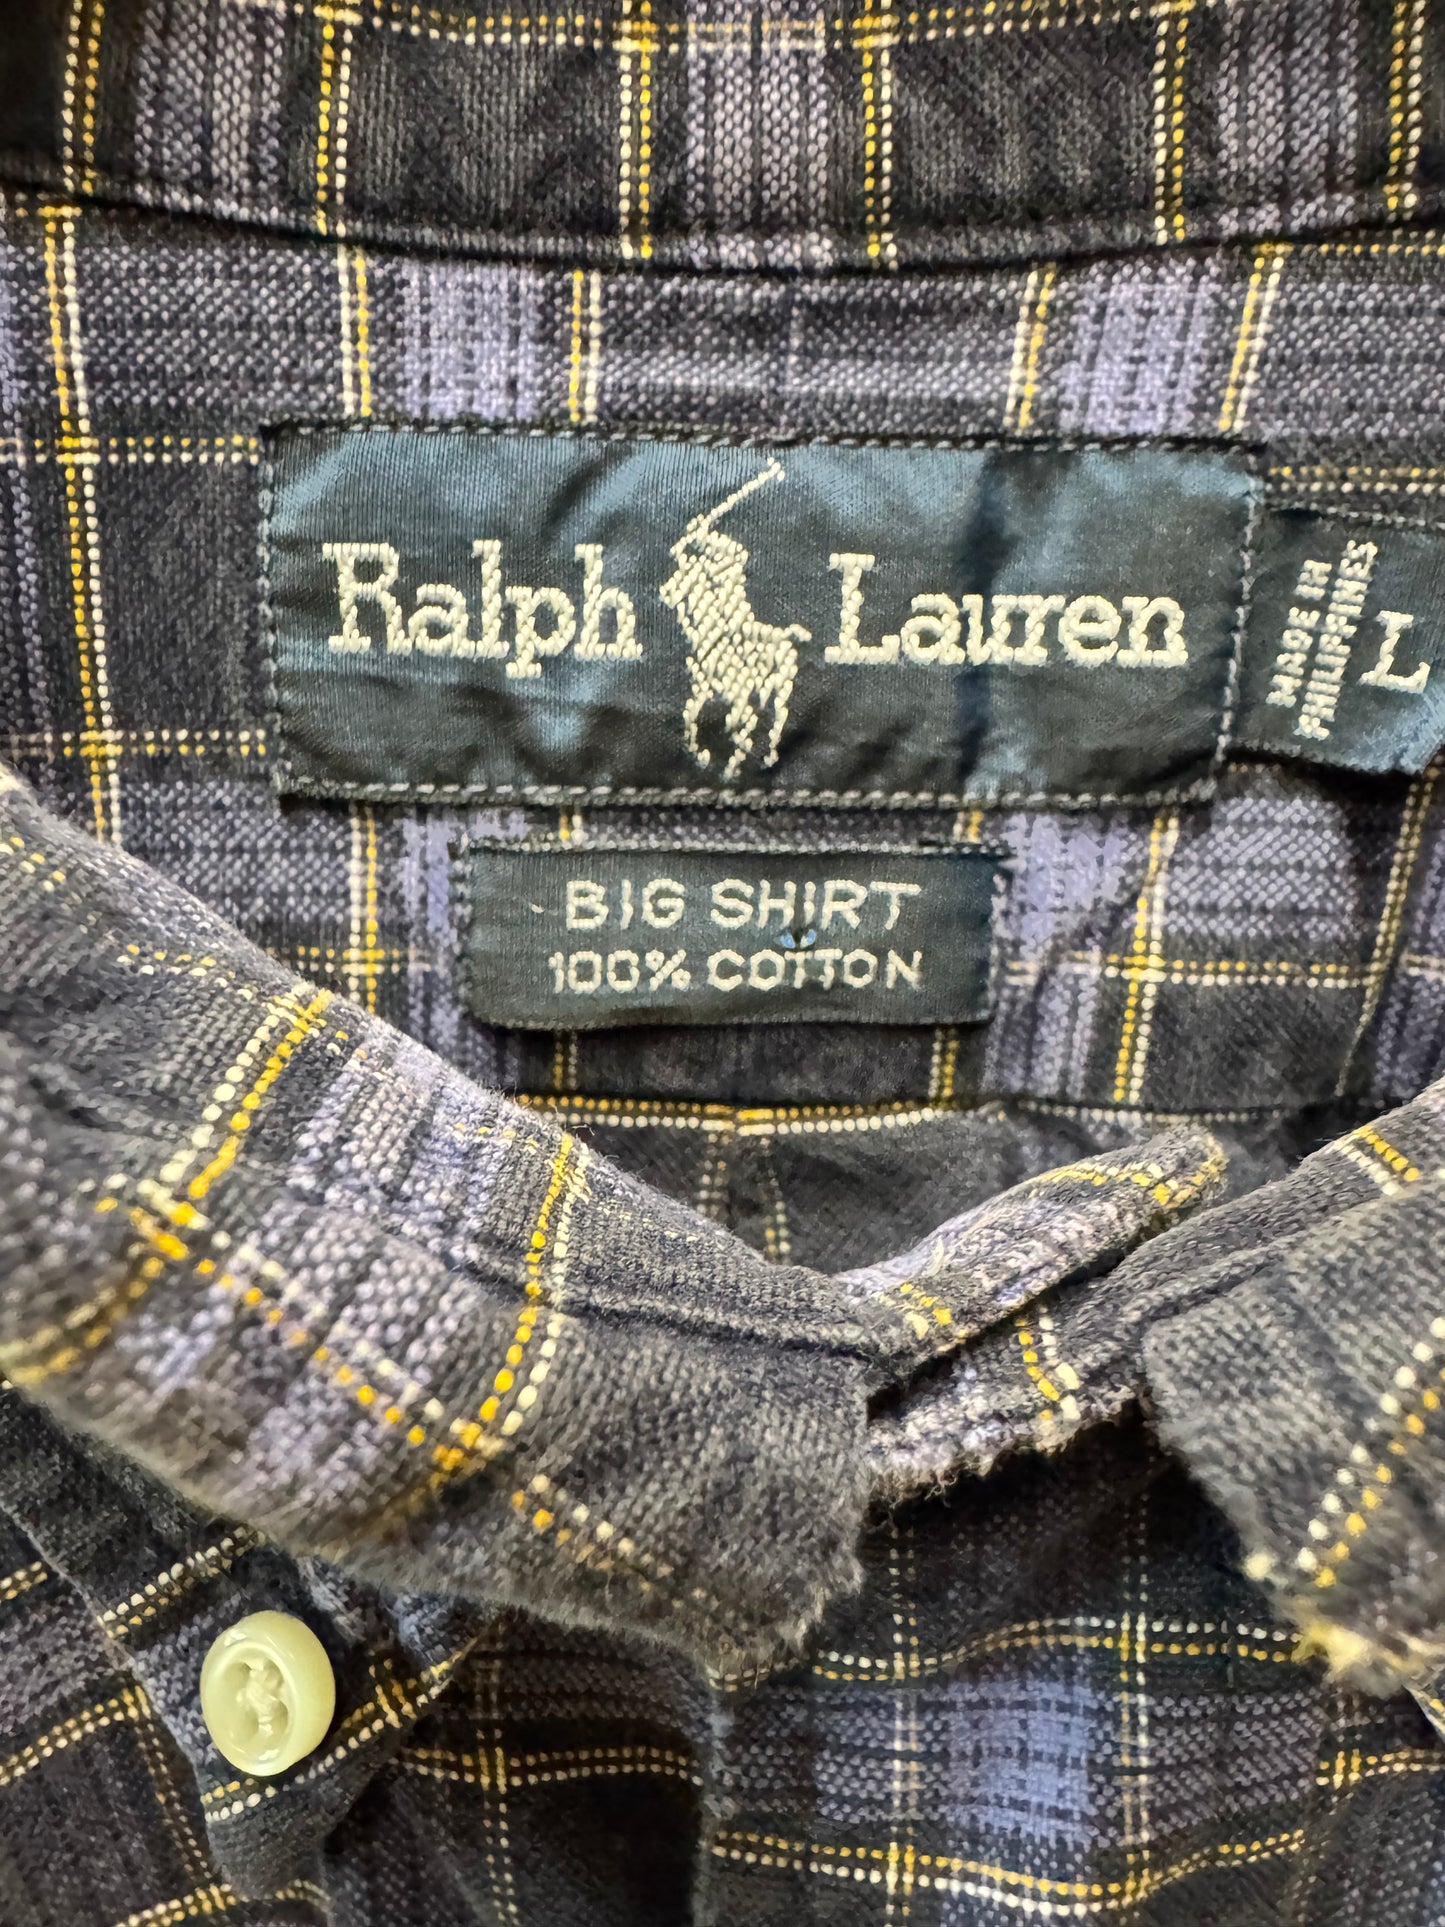 Ralph Lauren
MADE IN
PHILIPPINES
L
BIG SHIRT
100% COTTON